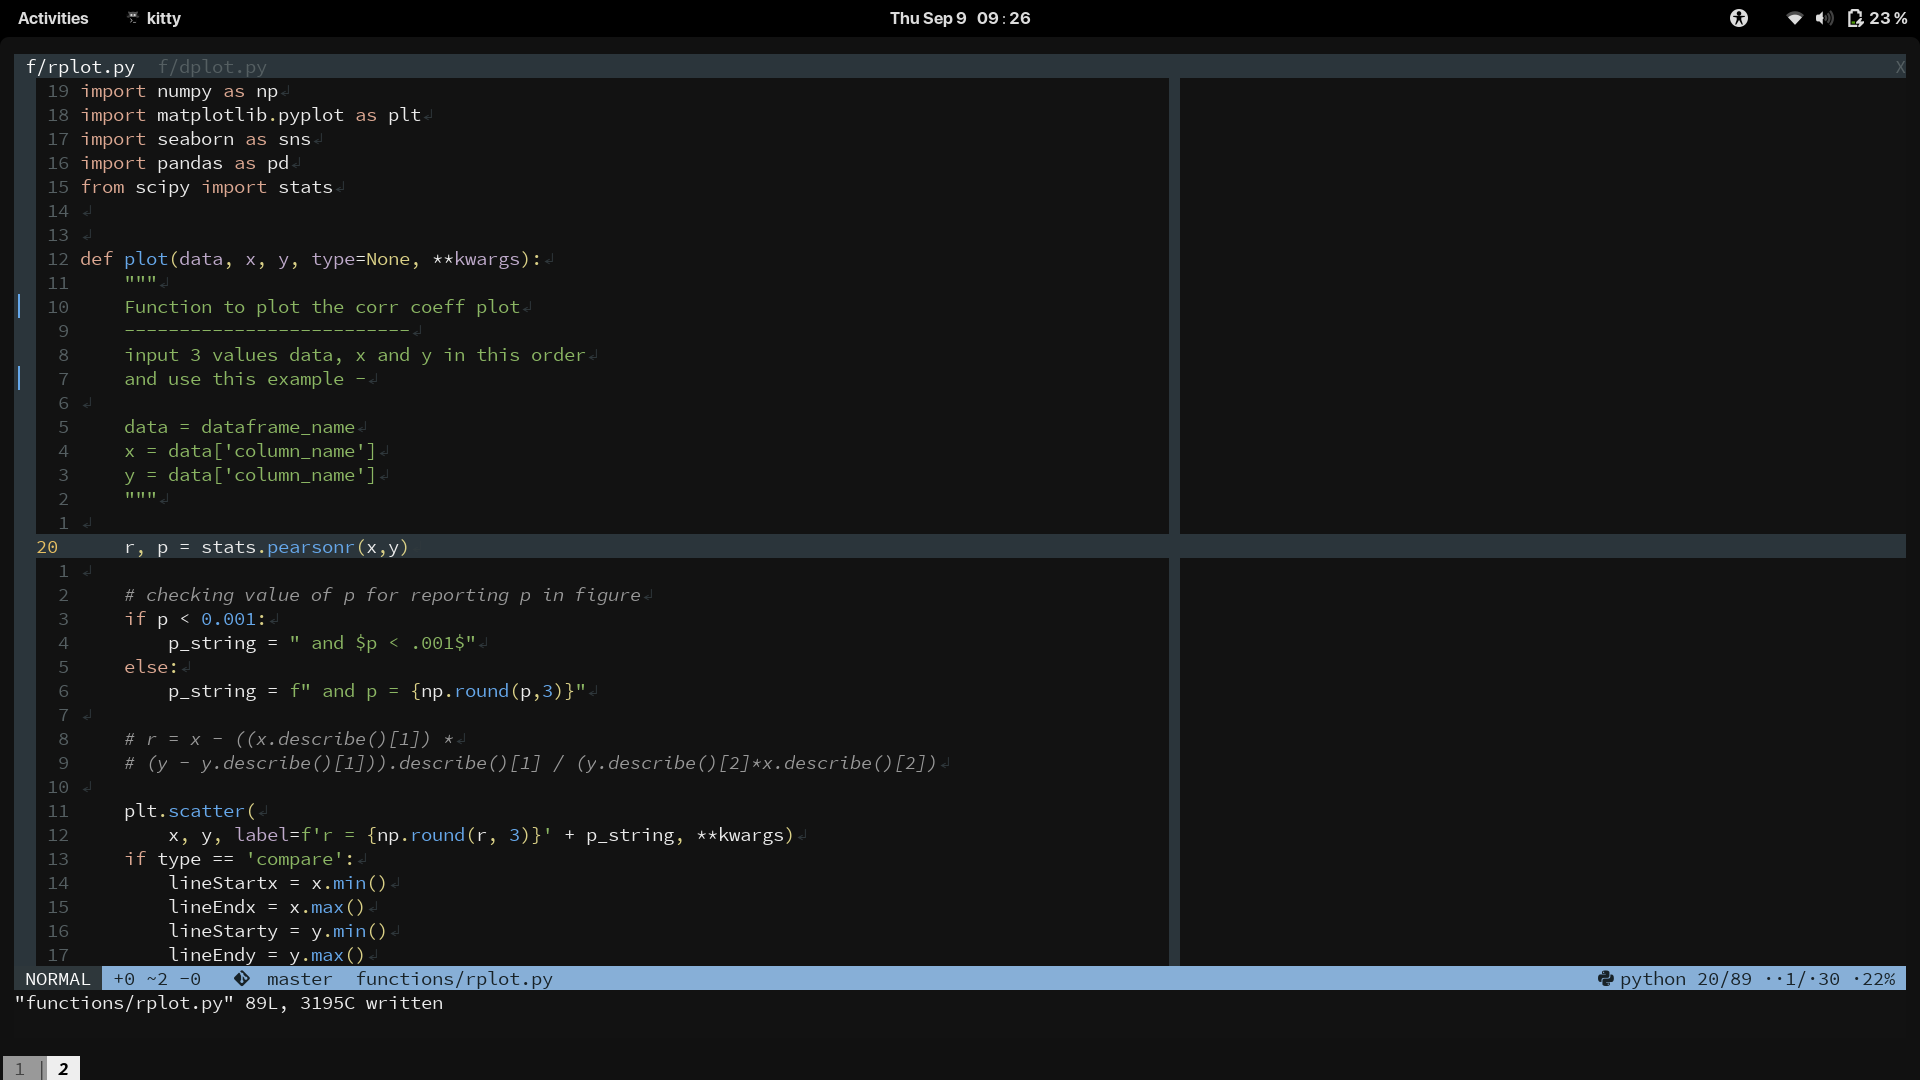 Activities kitty Thu Sep 9 09:26 23 %
f/rplot.py f/dplot.py X
19 import numpy as np
18 import matplotlib.pyplot as plt
17 import seaborn as sns
16 import pandas as pd
15 from scipy import stats
14
13
12 def plot(data, x, y, type=None, **kwargs):
11     """
10     Function to plot the corr coeff plot
9     --------------------------
8     input 3 values data, x and y in this order
7     and use this example -
6
5     data = dataframe_name
4     x = data['column_name']
3     y = data['column_name']
2     """
1
20     r, p = stats.pearsonr(x,y)
1
2     # checking value of p for reporting p in figure
3     if p < 0.001:
4         p_string = " and $p < .001$"
5     else:
6         p_string = f" and p = {np.round(p,3)}"
7
8     # r = x - ((x.describe()[1]) *
9     # (y - y.describe()[1])).describe()[1] / (y.describe()[2]*x.describe()[2])
10
11     plt.scatter(
12         x, y, label=f'r = {np.round(r, 3)}' + p_string, **kwargs)
13     if type == 'compare':
14         lineStartx = x.min()
15         lineEndx = x.max()
16         lineStarty = y.min()
17         lineEndy = y.max()
NORMAL +0 ~2 -0 master functions/rplot.py python 20/89 ··1/·30 ·22%
"functions/rplot.py" 89L, 3195C written
1 | 2